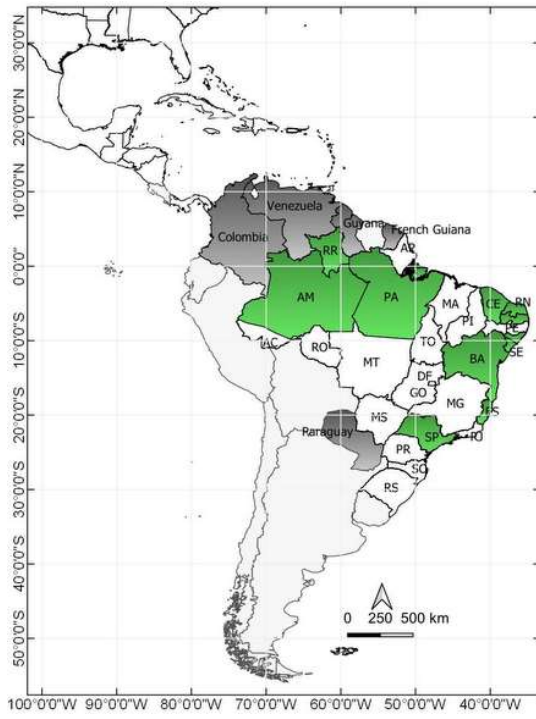 30°0'0"N
20°0'0"N
10°0'0"N
0°0'0"
10°0'0"S
20°0'0"S
30°0'0"S
40°0'0"S
50°0'0"S
Venezuela
Colombia
Guyana
French Guiana
RR
AP
AM
PA
MA
CE
RN
PI
PE
AC
RO
TO
SE
BA
MT
DF
GO
MG
ES
MS
Paraguay
SP
RJ
PR
SC
RS
0 250 500 km
100°0'0"W 90°0'0"W 80°0'0"W 70°0'0"W 60°0'0"W 50°0'0"W 40°0'0"W